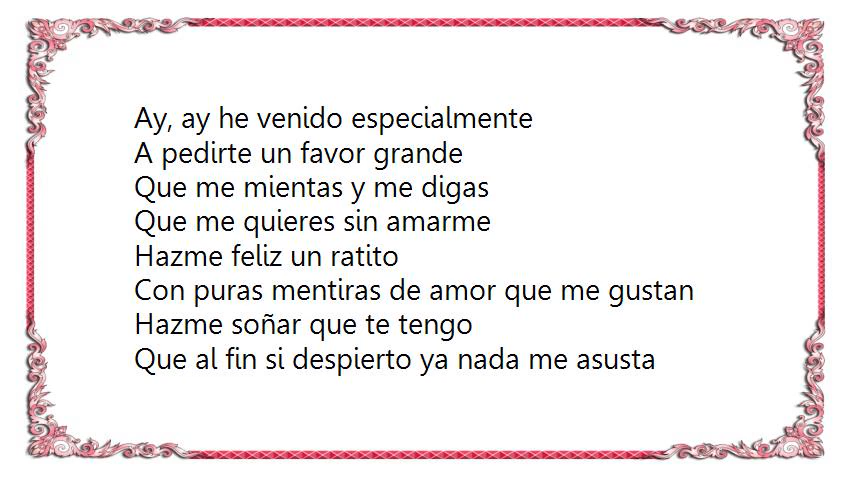 Ay, ay he venido especialmente
A pedirte un favor grande
Que me mientas y me digas
Que me quieres sin amarme
Hazme feliz un ratito
Con puras mentiras de amor que me gustan
Hazme soñar que te tengo
Que al fin si despierto ya nada me asusta